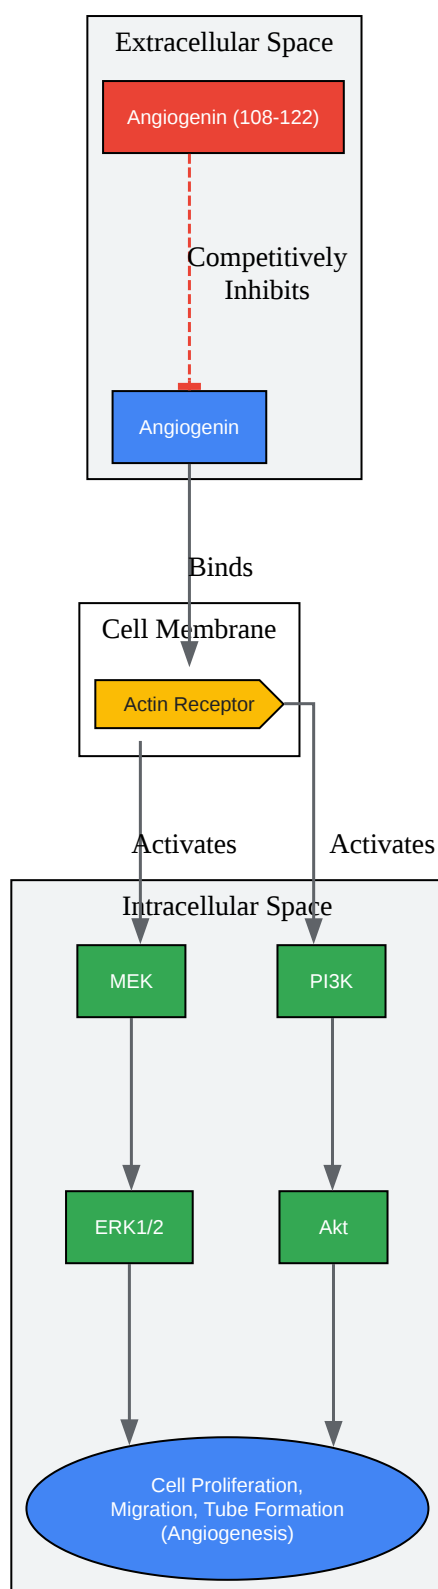 Extracellular Space
Angiogenin (108-122)
Competitively
Inhibits
Angiogenin
Binds
Cell Membrane
Actin Receptor
Activates
Activates
Intracellular Space
MEK
PI3K
ERK1/2
Akt
Cell Proliferation,
Migration, Tube Formation
(Angiogenesis)